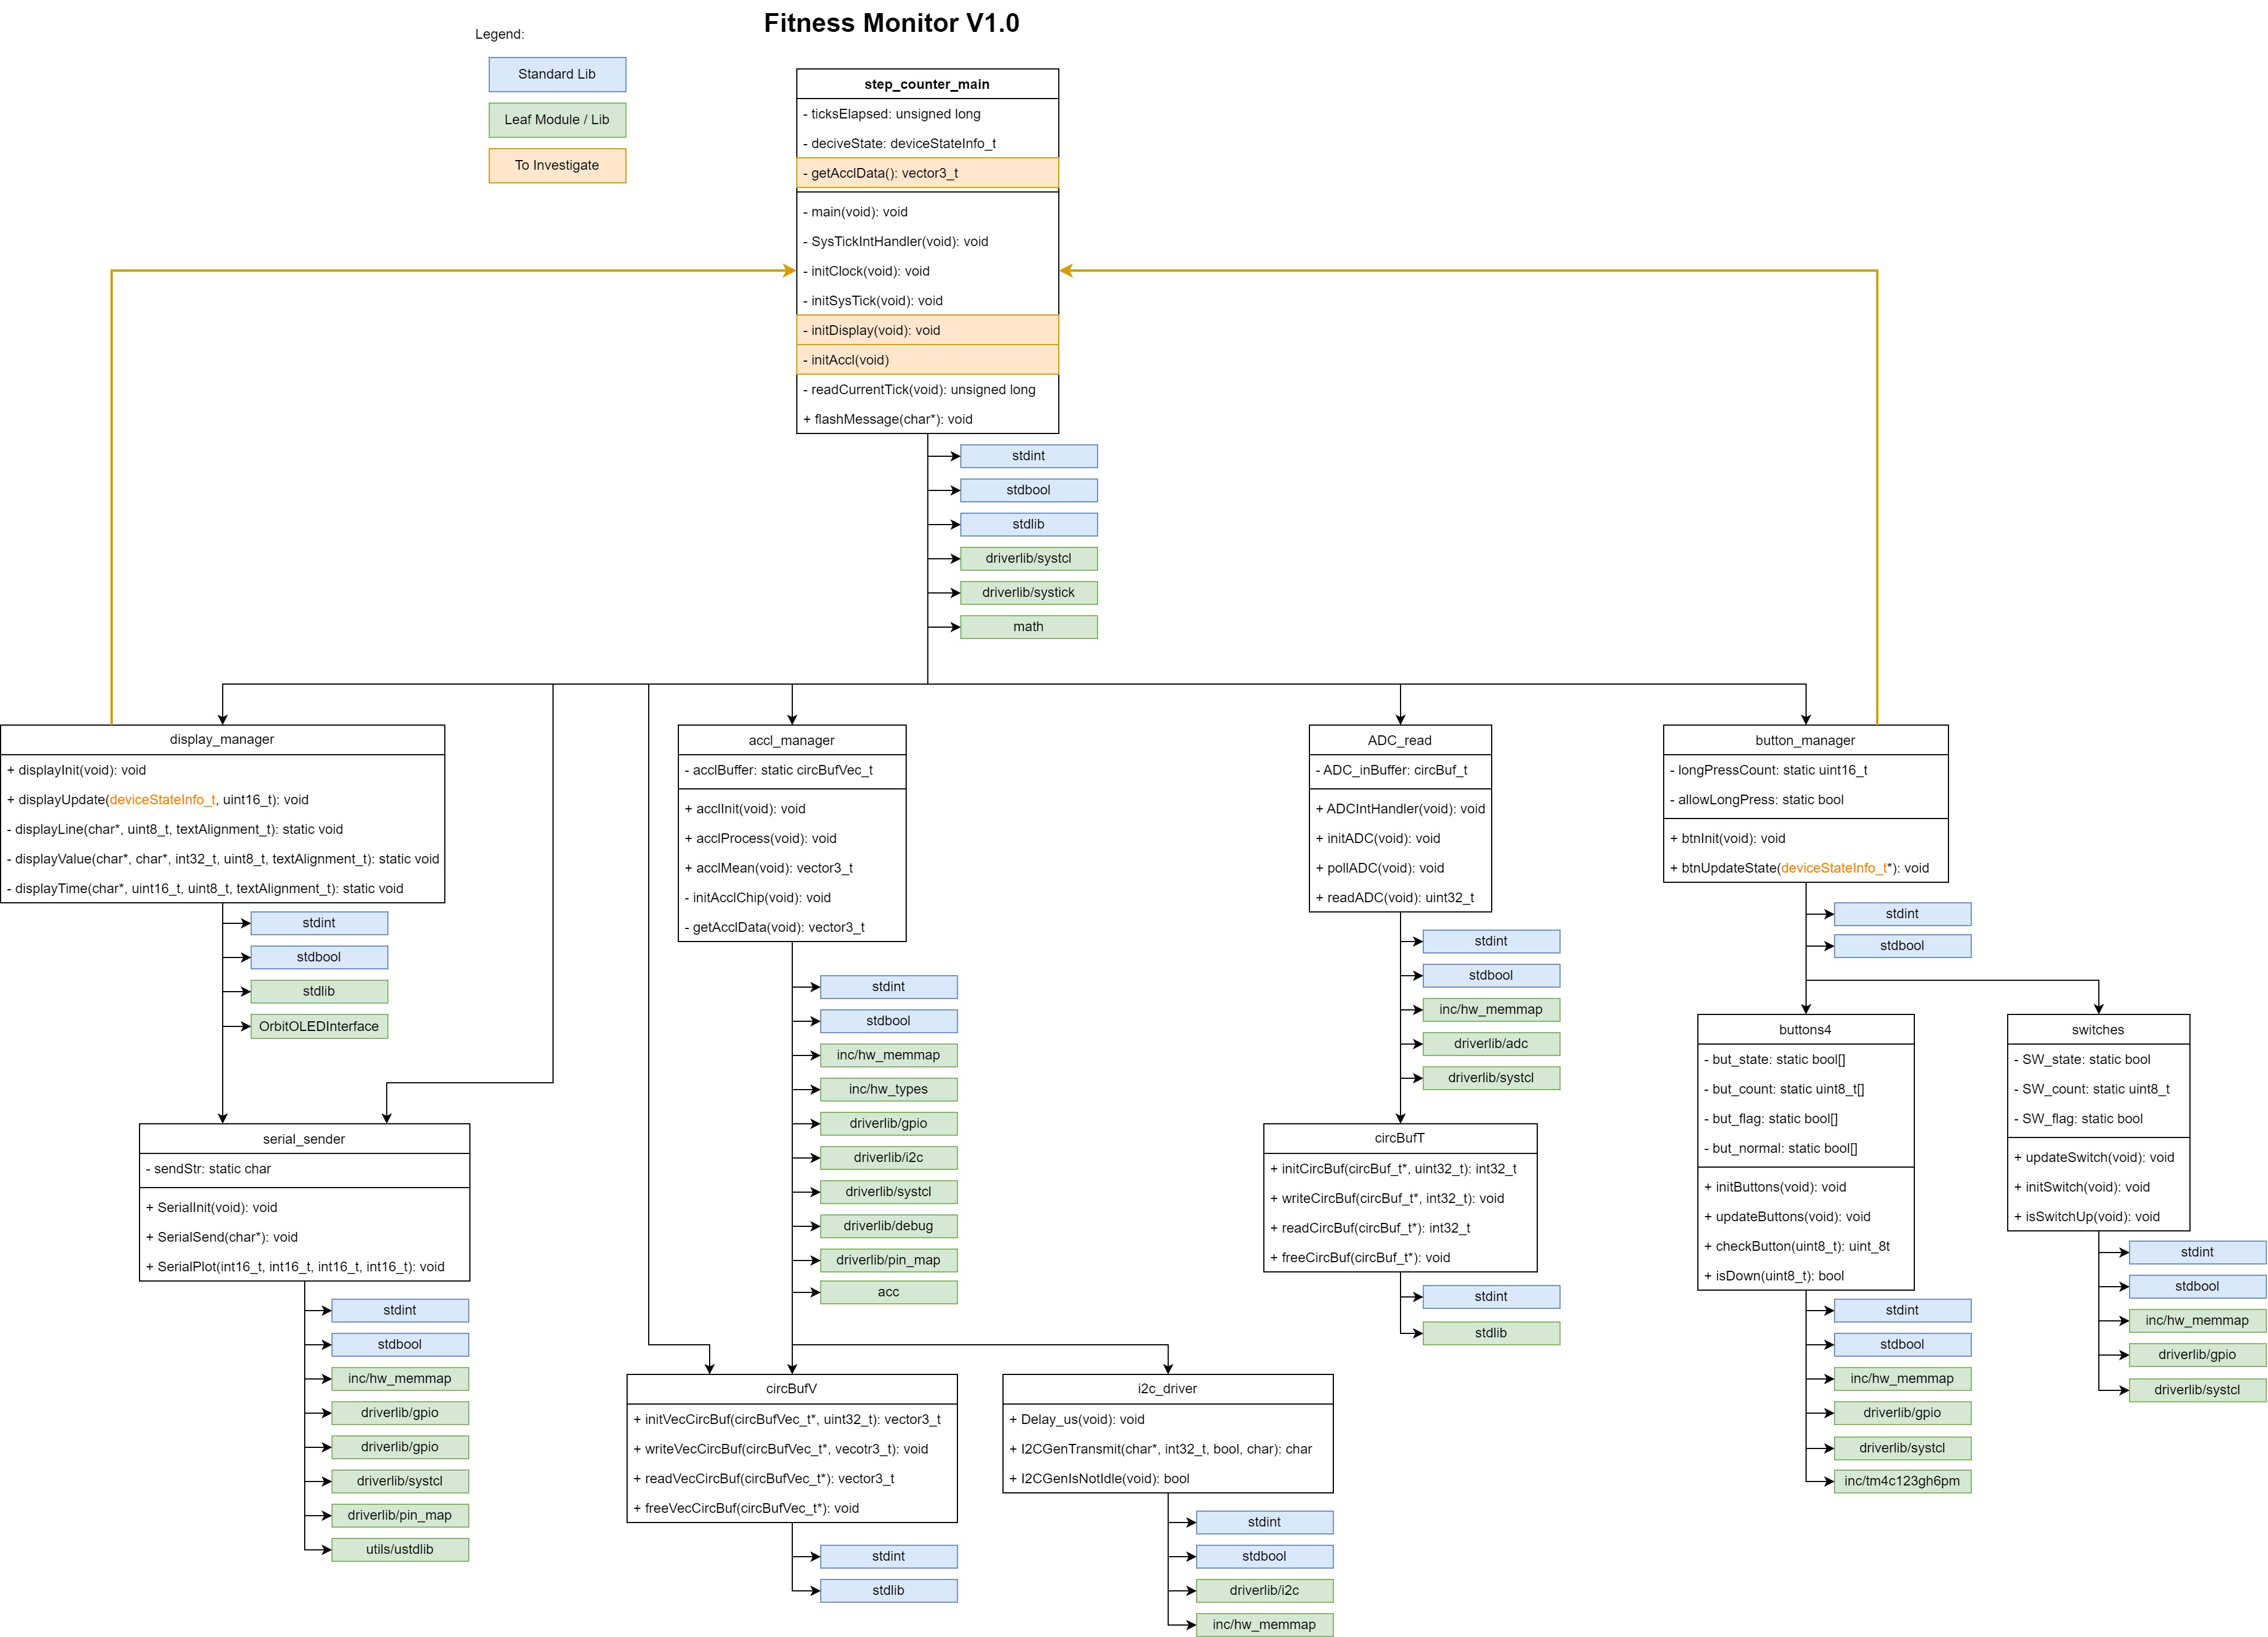 Fitness Monitor V1.0
Legend:
Standard Lib
Leaf Module / Lib
To Investigate
step_counter_main
- ticksElapsed: unsigned long
- deciveState: deviceStateInfo_t
- getAcclData(): vector3_t
- main(void): void
- SysTickIntHandler(void): void
- initClock(void): void
- initSysTick(void): void
- initDisplay(void): void
- initAccl(void)
- readCurrentTick(void): unsigned long
+ flashMessage(char*): void
stdint
stdbool
stdlib
driverlib/systcl
driverlib/systick
math
display_manager
+ displayInit(void): void
+ displayUpdate(deviceStateInfo_t, uint16_t): void
- displayLine(char*, uint8_t, textAlignment_t): static void
- displayValue(char*, char*, int32_t, uint8_t, textAlignment_t): static void
- displayTime(char*, uint16_t, uint8_t, textAlignment_t): static void
stdint
stdbool
stdlib
OrbitOLEDInterface
serial_sender
- sendStr: static char
+ SerialInit(void): void
+ SerialSend(char*): void
+ SerialPlot(int16_t, int16_t, int16_t, int16_t): void
stdint
stdbool
inc/hw_memmap
driverlib/gpio
driverlib/gpio
driverlib/systcl
driverlib/pin_map
utils/ustdlib
accl_manager
- acclBuffer: static circBufVec_t
+ acclInit(void): void
+ acclProcess(void): void
+ acclMean(void): vector3_t
- initAcclChip(void): void
- getAcclData(void): vector3_t
stdint
stdbool
inc/hw_memmap
inc/hw_types
driverlib/gpio
driverlib/i2c
driverlib/systcl
driverlib/debug
driverlib/pin_map
acc
circBufV
+ initVecCircBuf(circBufVec_t*, uint32_t): vector3_t
+ writeVecCircBuf(circBufVec_t*, vecotr3_t): void
+ readVecCircBuf(circBufVec_t*): vector3_t
+ freeVecCircBuf(circBufVec_t*): void
stdint
stdlib
i2c_driver
+ Delay_us(void): void
+ I2CGenTransmit(char*, int32_t, bool, char): char
+ I2CGenIsNotIdle(void): bool
stdint
stdbool
driverlib/i2c
inc/hw_memmap
ADC_read
- ADC_inBuffer: circBuf_t
+ ADCIntHandler(void): void
+ initADC(void): void
+ pollADC(void): void
+ readADC(void): uint32_t
stdint
stdbool
inc/hw_memmap
driverlib/adc
driverlib/systcl
circBufT
+ initCircBuf(circBuf_t*, uint32_t): int32_t
+ writeCircBuf(circBuf_t*, int32_t): void
+ readCircBuf(circBuf_t*): int32_t
+ freeCircBuf(circBuf_t*): void
stdint
stdlib
button_manager
- longPressCount: static uint16_t
- allowLongPress: static bool
+ btnInit(void): void
+ btnUpdateState(deviceStateInfo_t*): void
stdint
stdbool
buttons4
- but_state: static bool[]
- but_count: static uint8_t[]
- but_flag: static bool[]
- but_normal: static bool[]
+ initButtons(void): void
+ updateButtons(void): void
+ checkButton(uint8_t): uint_8t
+ isDown(uint8_t): bool
stdint
stdbool
inc/hw_memmap
driverlib/gpio
driverlib/systcl
inc/tm4c123gh6pm
switches
- SW_state: static bool
- SW_count: static uint8_t
- SW_flag: static bool
+ updateSwitch(void): void
+ initSwitch(void): void
+ isSwitchUp(void): void
stdint
stdbool
inc/hw_memmap
driverlib/gpio
driverlib/systcl